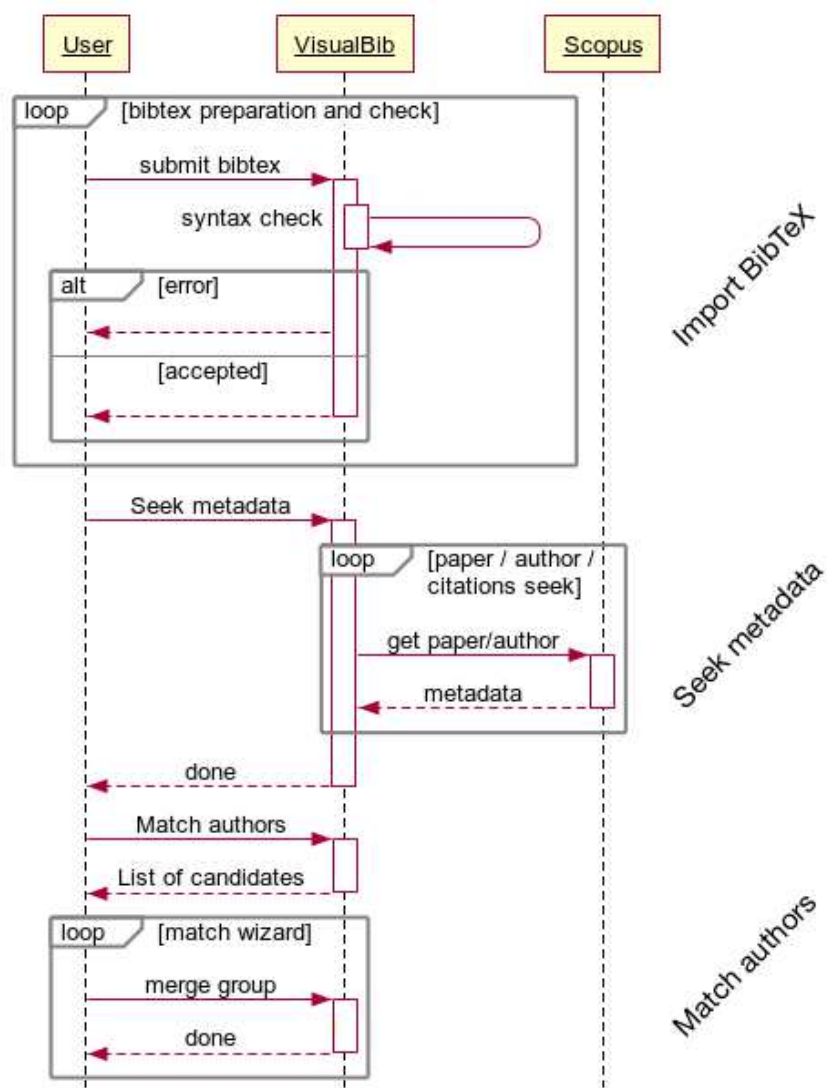 User
VisualBib
Scopus
loop
[bibtex preparation and check]
submit bibtex
syntax check
alt
[error]
[accepted]
Import BibTeX
Seek metadata
loop
[paper / author /
citations seek]
get paper/author
metadata
done
Seek metadata
Match authors
List of candidates
loop
[match wizard]
merge group
done
Match authors